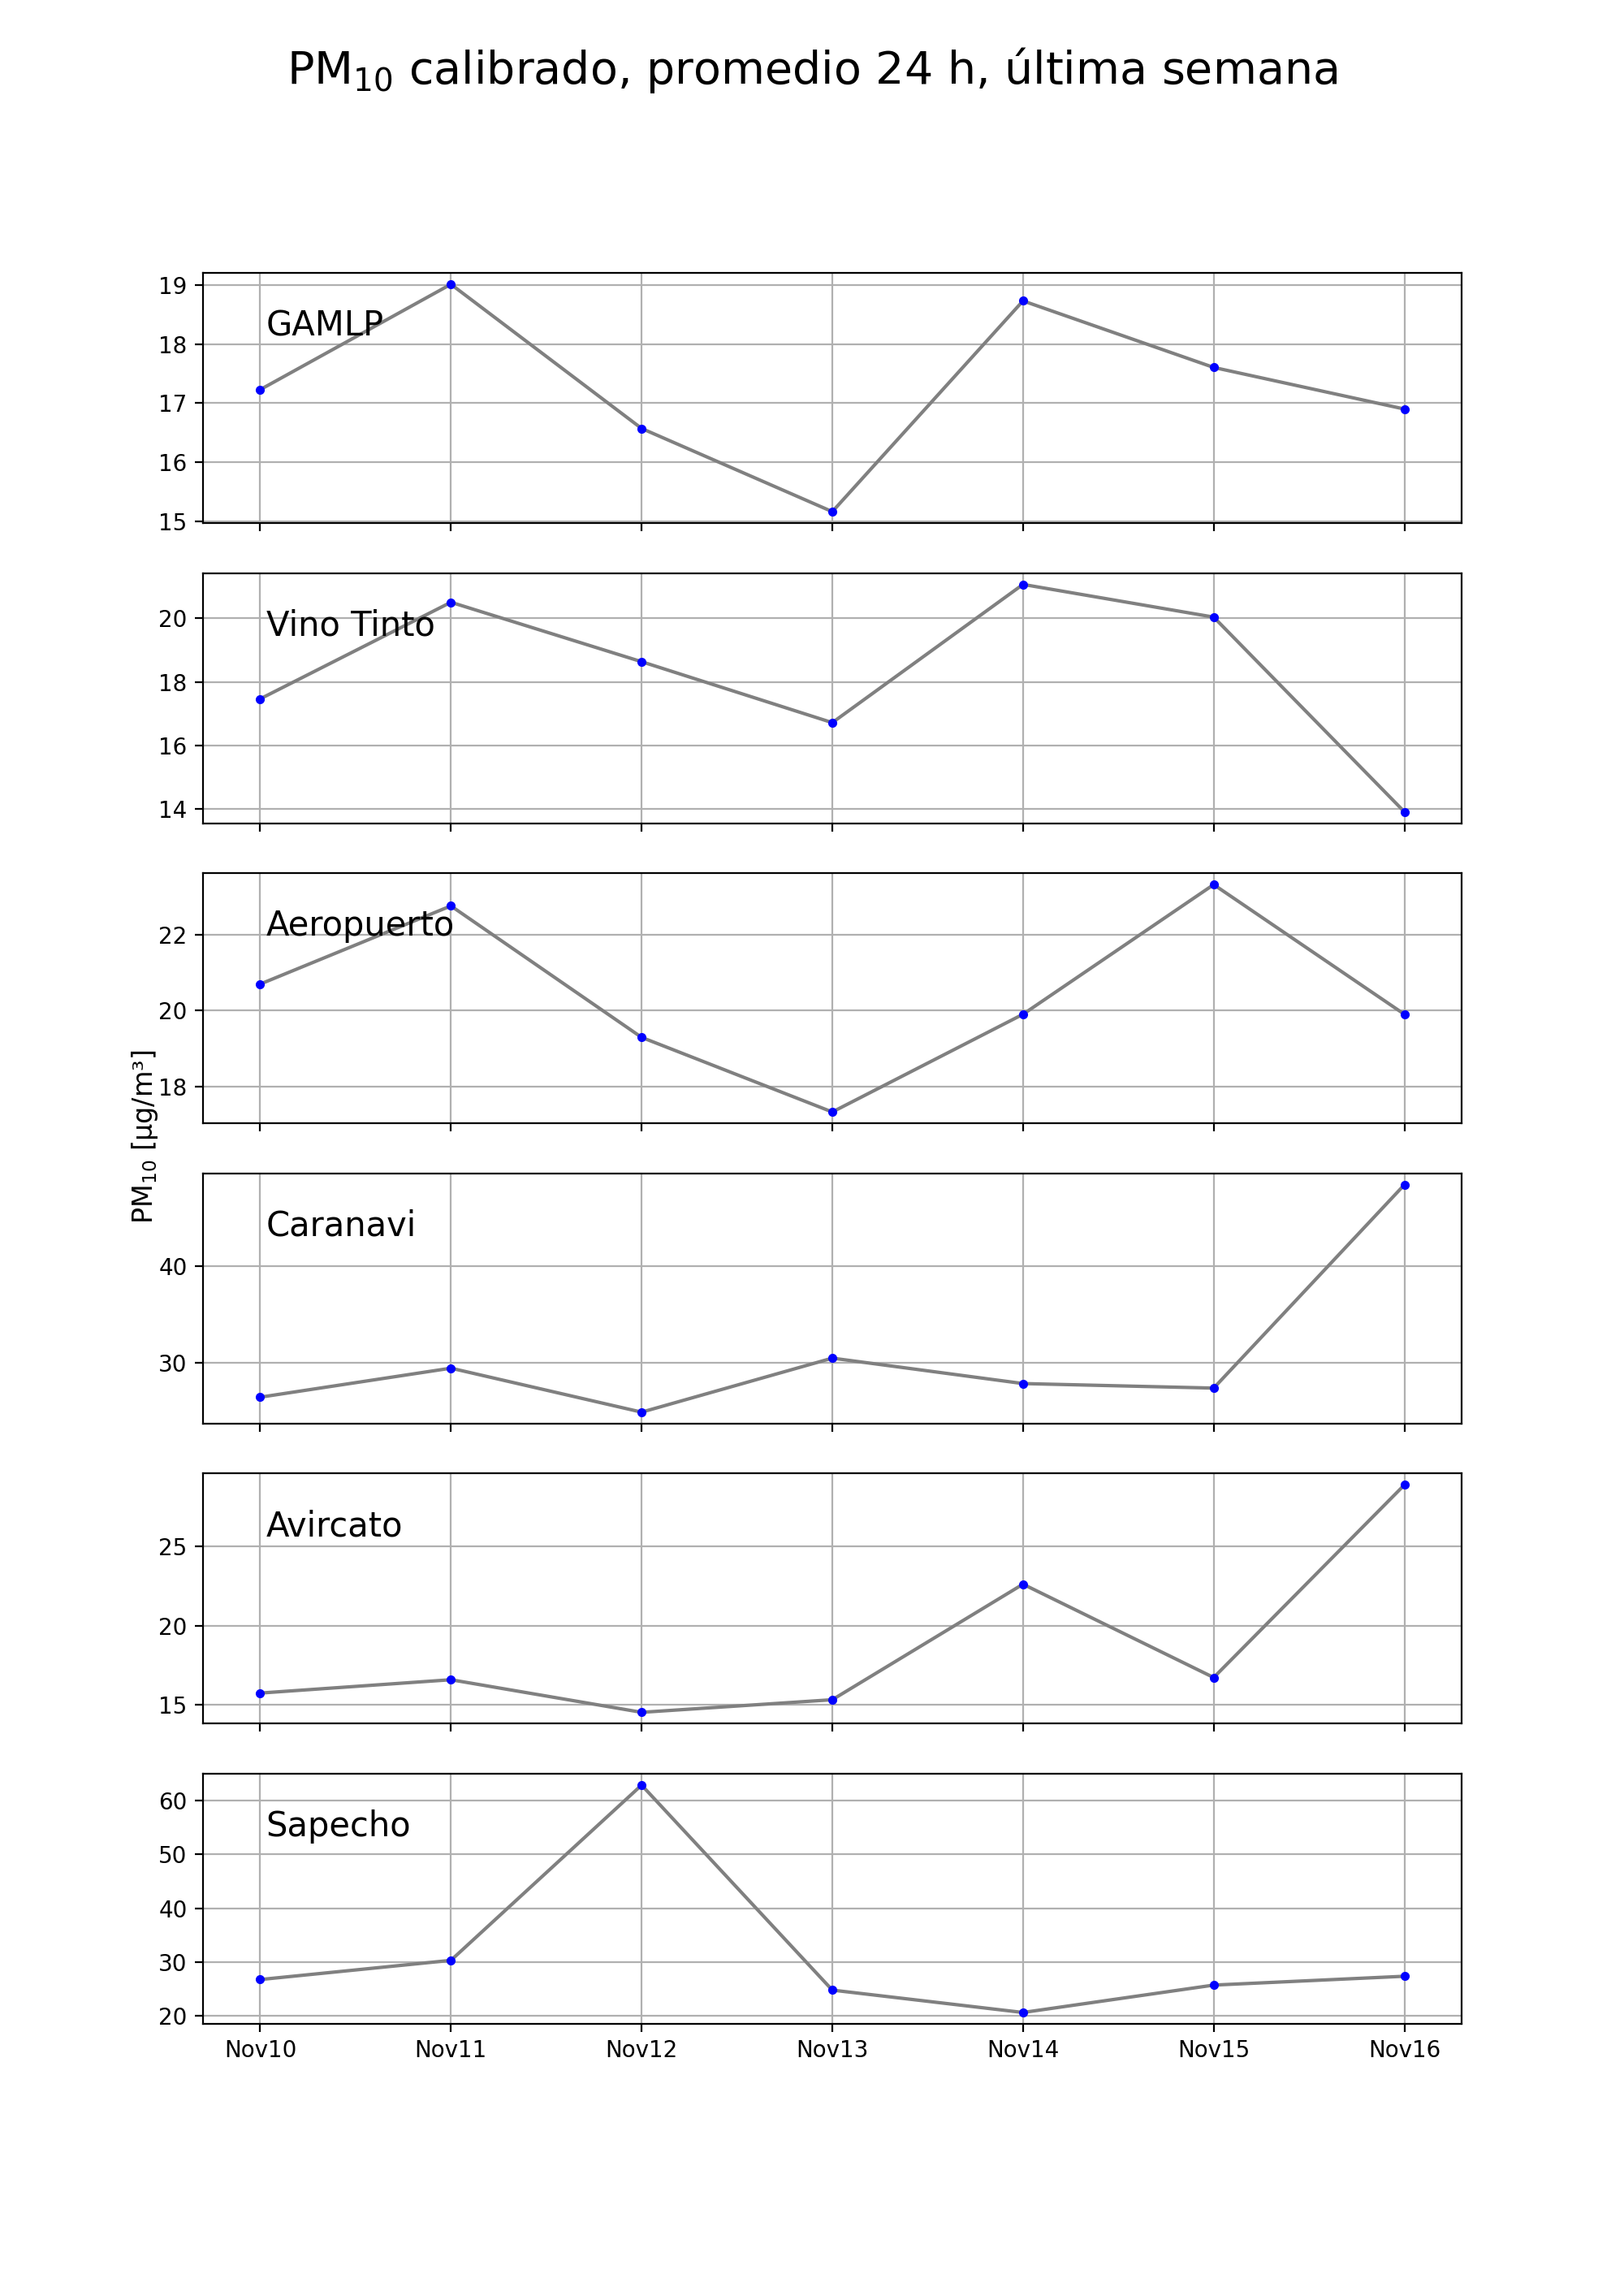 PM₁₀ calibrado, promedio 24 h, última semana
19
GAMLP
18
17
16
15
20
Vino Tinto
18
16
14
22
Aeropuerto
20
18
PM₁₀ [µg/m³]
Caranavi
40
30
Avircato
25
20
15
60
Sapecho
50
40
30
20
Nov10 Nov11 Nov12 Nov13 Nov14 Nov15 Nov16